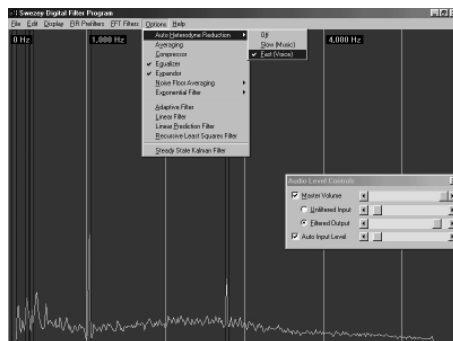 Swezey Digital Filter Program
File Edit Display FIR Prefilters FFT Filters Options Help
0 Hz 1,000 Hz 4,000 Hz
Auto Heterodyne Reduction
Averaging
Compressor
Equalizer
Expandor
Noise Floor Averaging
Exponential Filter
Adaptive Filter
Linear Filter
Linear Prediction Filter
Recursive Least Squares Filter
Steady State Kalman Filter
Off
Slow (Music)
Fast (Voice)
Audio Level Controls
Master Volume
Unfiltered Input
Filtered Output
Auto Input Level